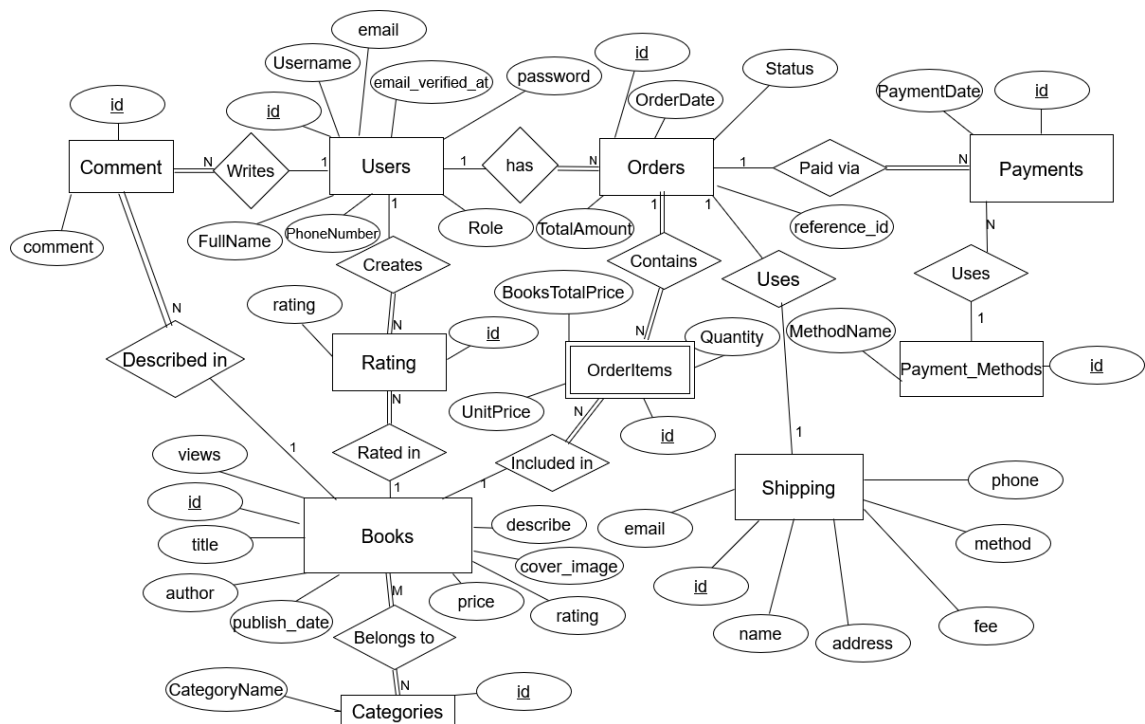 email
Username
email_verified_at
password
id
id
Comment
comment
N
Writes
1
Users
FullName
PhoneNumber
Role
1
has
N
id
OrderDate
Status
Orders
TotalAmount
reference_id
1
Paid via
N
PaymentDate
id
Payments
N
Uses
1
MethodName
Payment_Methods
id
1
Creates
N
rating
id
Rating
N
Rated in
1
1
Contains
N
BooksTotalPrice
Quantity
OrderItems
UnitPrice
id
N
Included in
1
1
Uses
1
Shipping
phone
method
fee
address
name
id
email
N
Described in
1
views
id
title
author
publish_date
Books
describe
cover_image
rating
price
M
Belongs to
N
CategoryName
Categories
id